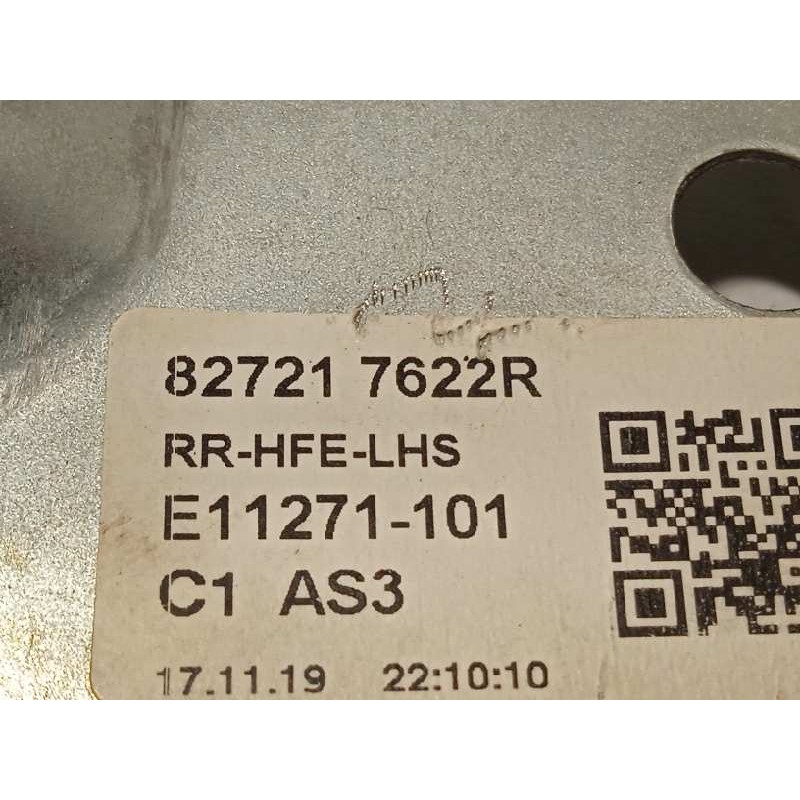 82721 7622R
RR-HFE-LHS
E11271-101
C1 AS3
17.11.19 22:10:10